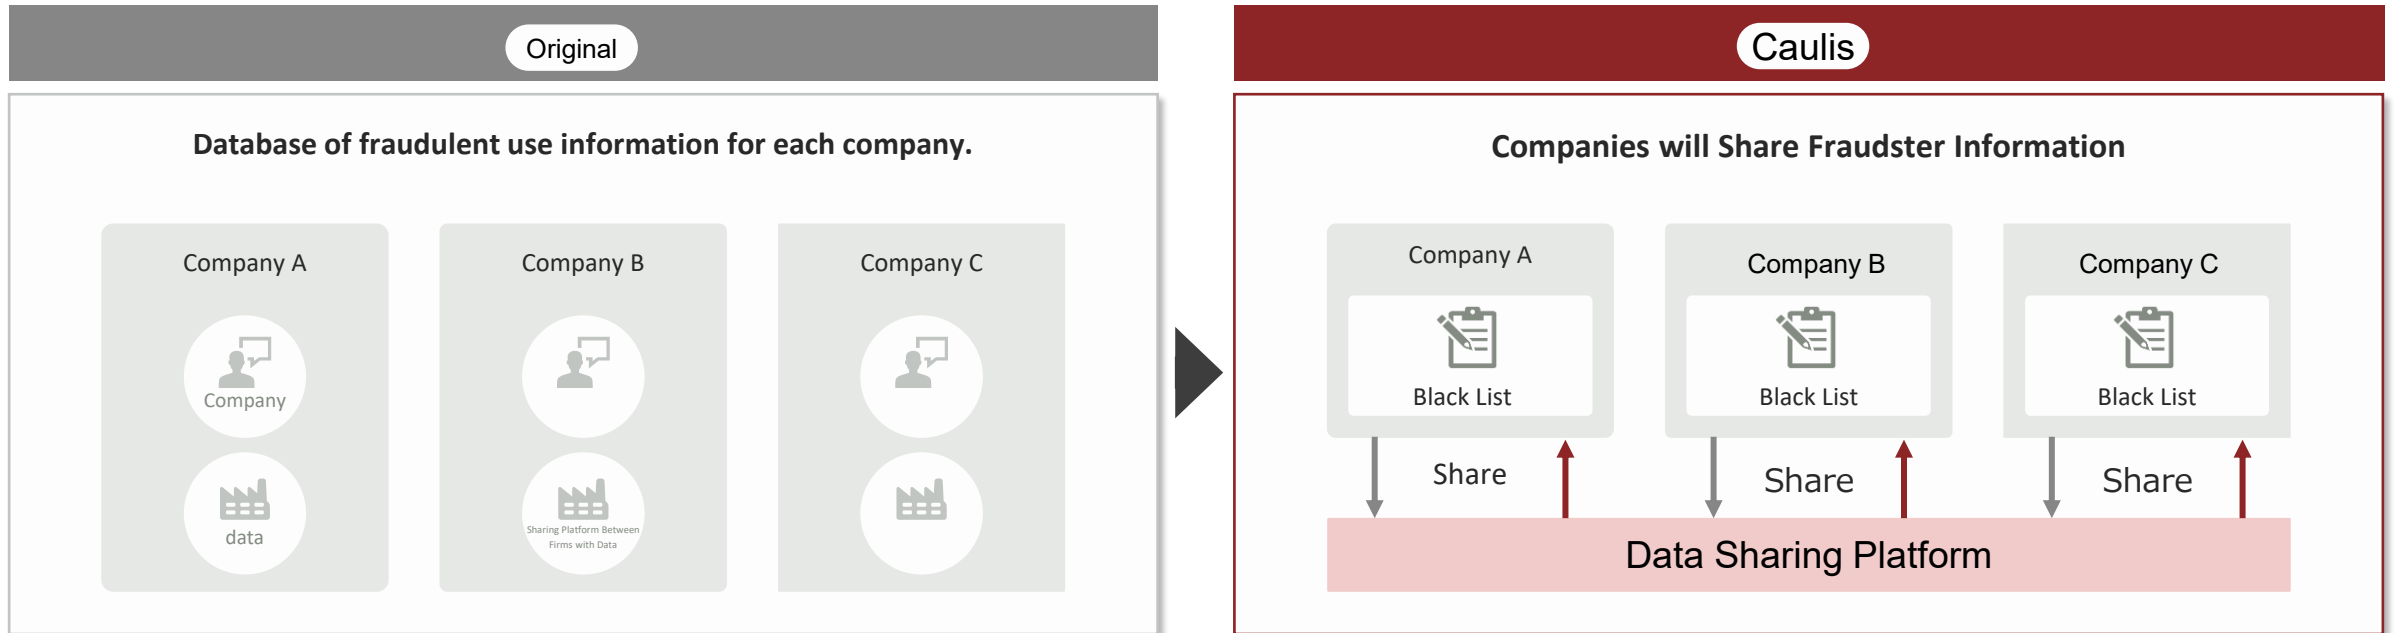 Original
Database of fraudulent use information for each company.
Company A
Company B
Company C
Company
data
Sharing Platform Between
Firms with Data
Caulis
Companies will Share Fraudster Information
Company A
Company B
Company C
Black List
Black List
Black List
Share
Share
Share
Data Sharing Platform